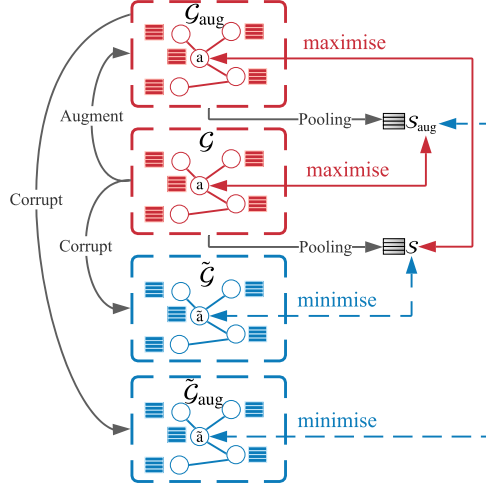 𝒢aug
a
maximise
Augment
Pooling
𝒮aug
𝒢
maximise
a
Corrupt
Corrupt
Pooling
𝒮
𝒢̃
minimise
ã
𝒢̃aug
minimise
ã